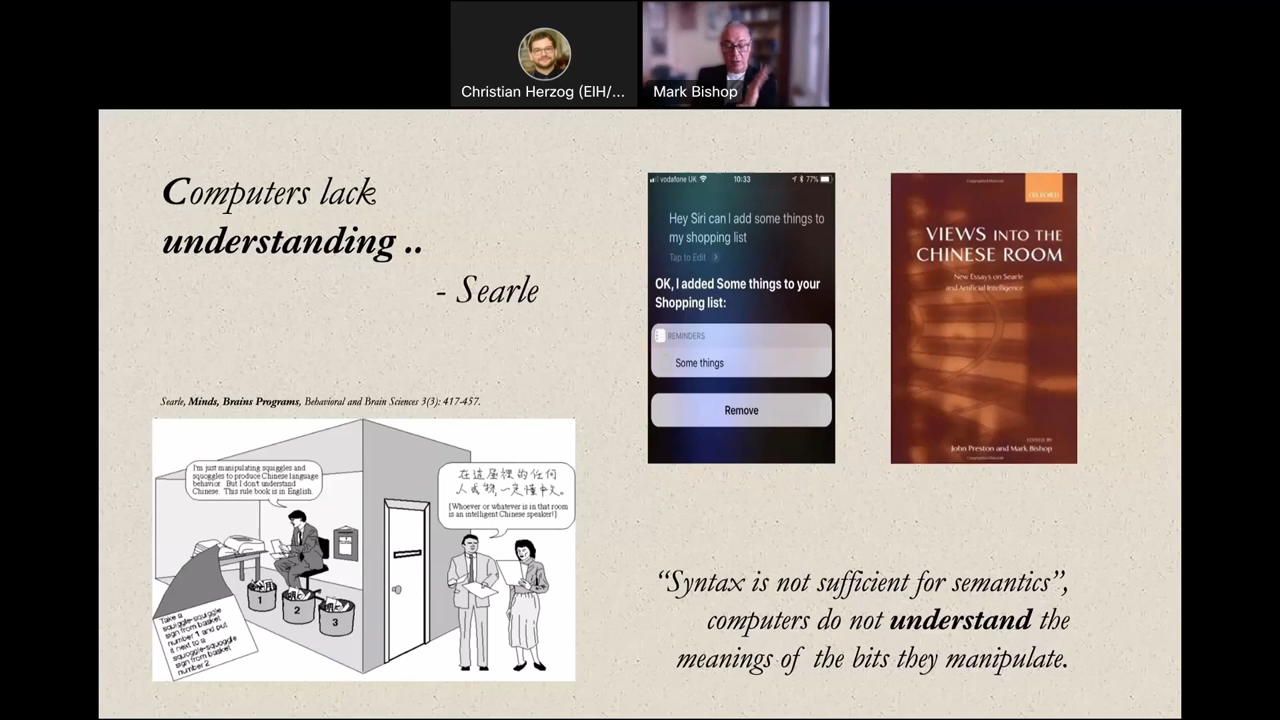 Christian Herzog (EIH/...
Mark Bishop
Computers lack
understanding ..
- Searle
Searle, Minds, Brains Programs, Behavioral and Brain Sciences 3(3): 417-457.
I'm just manipulating squiggles and
squoggles to produce Chinese language
behavior. But I don't understand
Chinese. This rule book is in English.
在这屋裡的任何
人或物,一定懂中文。
[Whoever or whatever is in that room
is an intelligent Chinese speaker!]
1
2
3
Take a
squiggle-squiggle
sign from basket
number 1 and put
it next to a
squoggle-squoggle
sign from basket
number 2.
vodafone UK
10:33
77%
Hey Siri can I add some things to
my shopping list
Tap to Edit
OK, I added Some things to your
Shopping list:
REMINDERS
Some things
Remove
Copyrighted Material
OXFORD
VIEWS INTO THE
CHINESE ROOM
New Essays on Searle
and Artificial Intelligence
EDITED BY
John Preston and Mark Bishop
Copyrighted Material
“Syntax is not sufficient for semantics”,
computers do not understand the
meanings of the bits they manipulate.